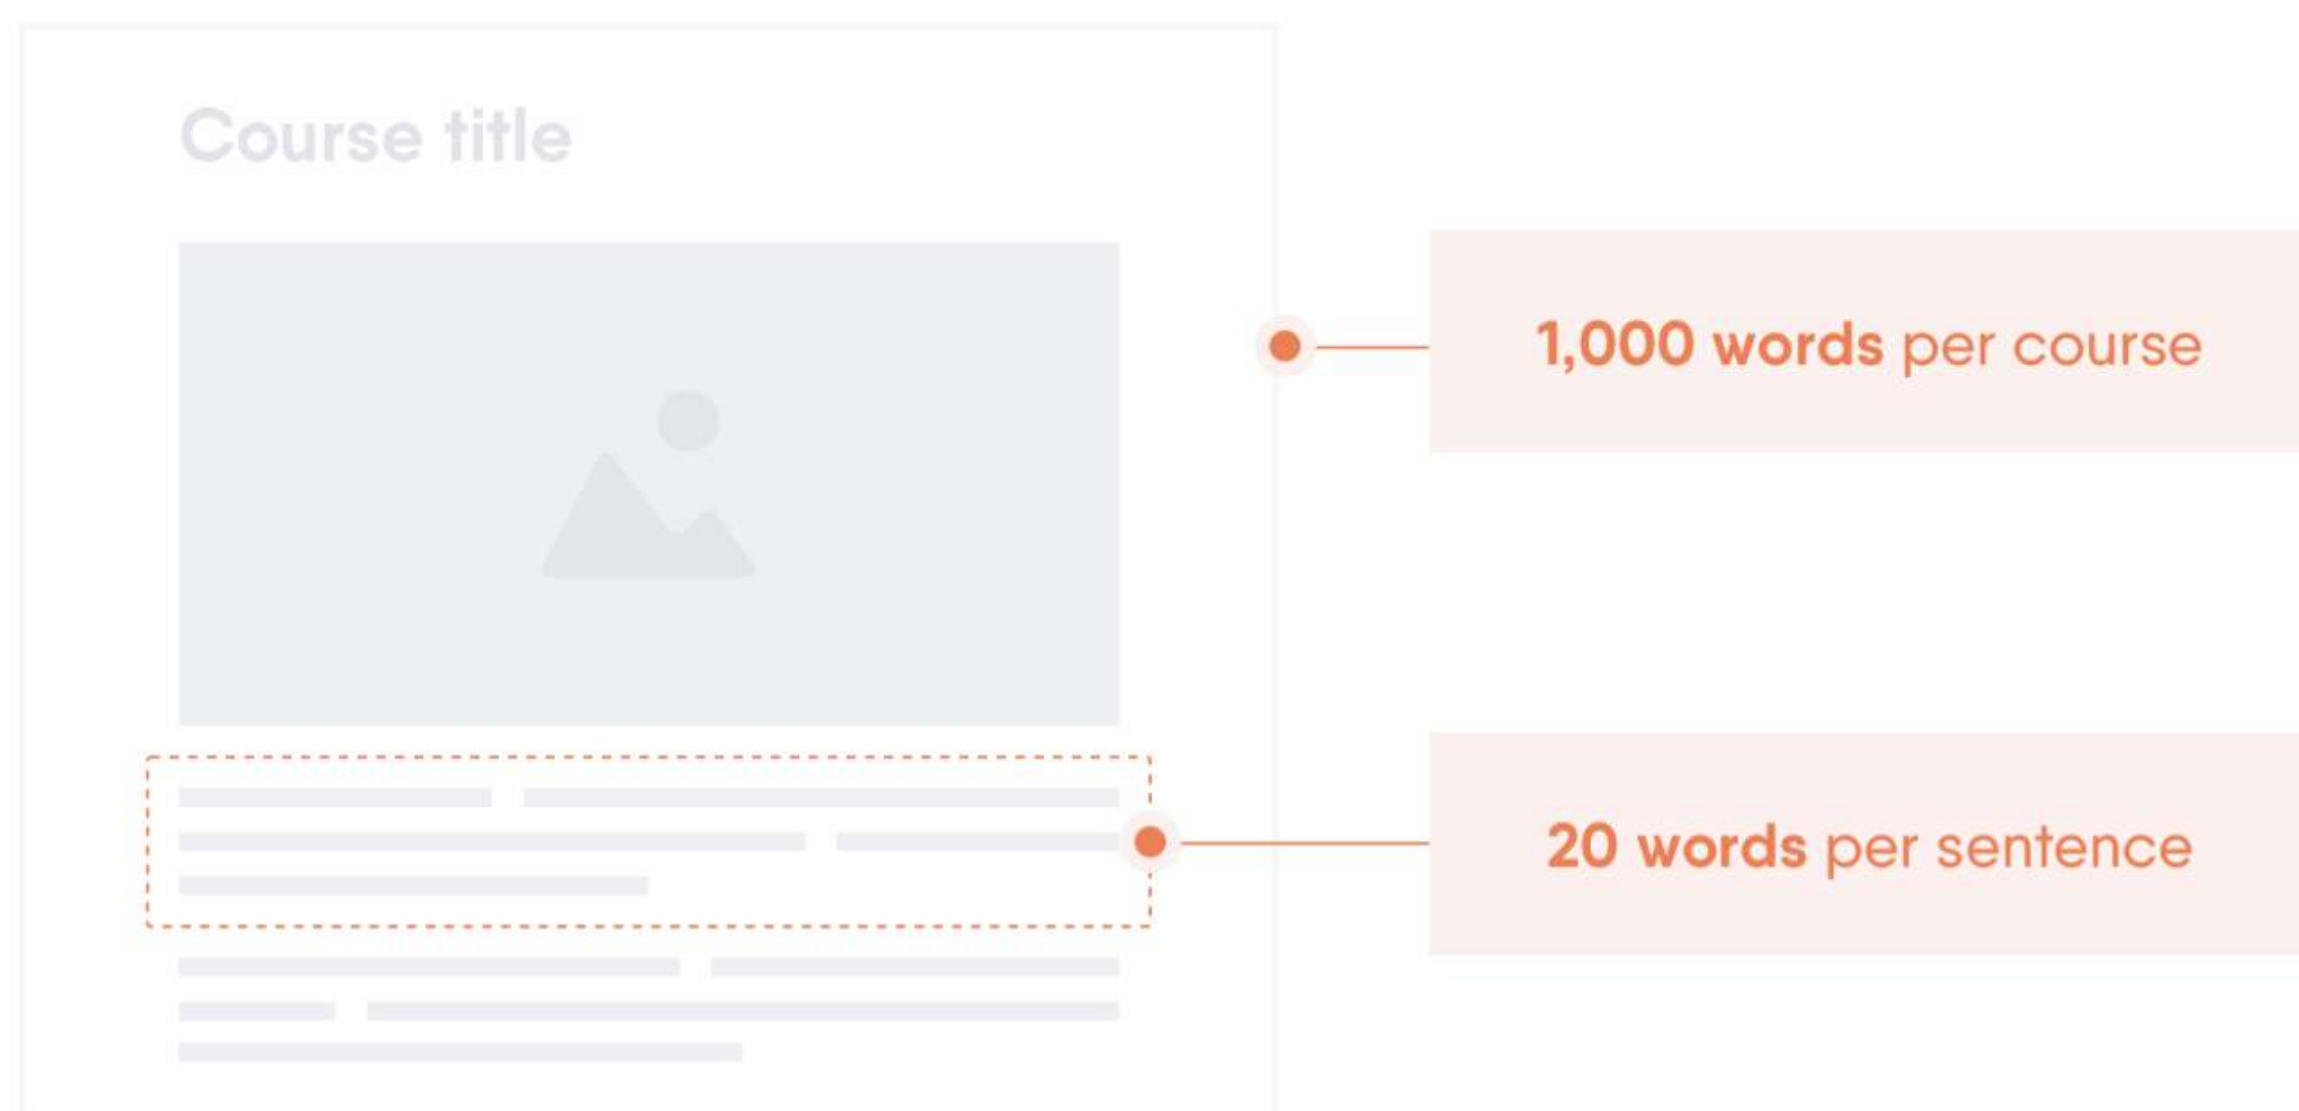 Course title
1,000 words per course
20 words per sentence